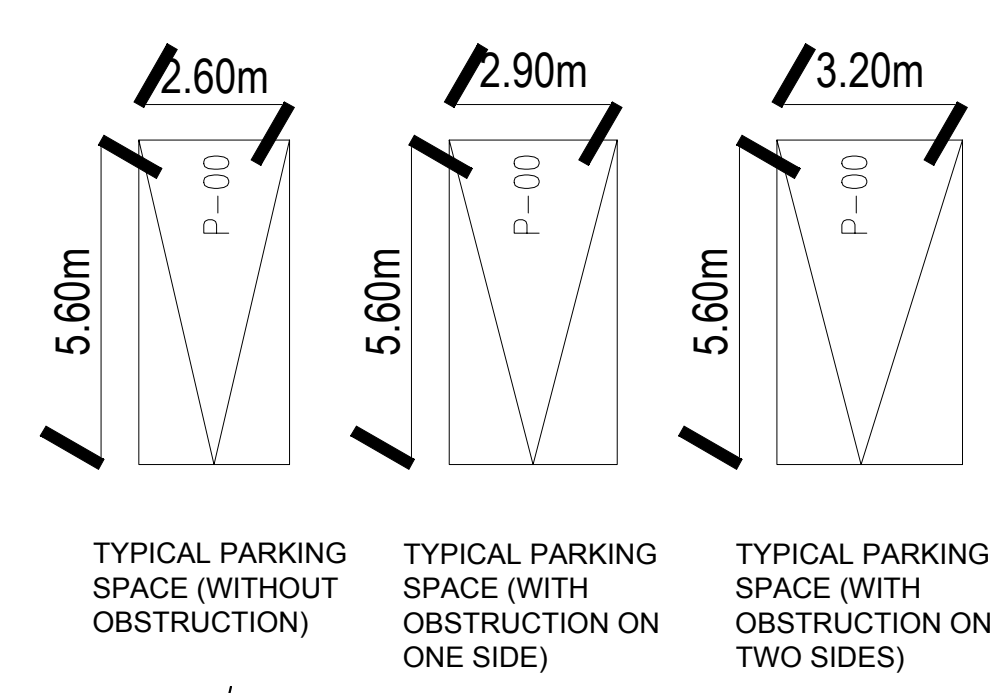 2.60m
2.90m
3.20m
P-00
P-00
P-00
5.60m
5.60m
5.60m
TYPICAL PARKING
SPACE (WITHOUT
OBSTRUCTION)
TYPICAL PARKING
SPACE (WITH
OBSTRUCTION ON
ONE SIDE)
TYPICAL PARKING
SPACE (WITH
OBSTRUCTION ON
TWO SIDES)